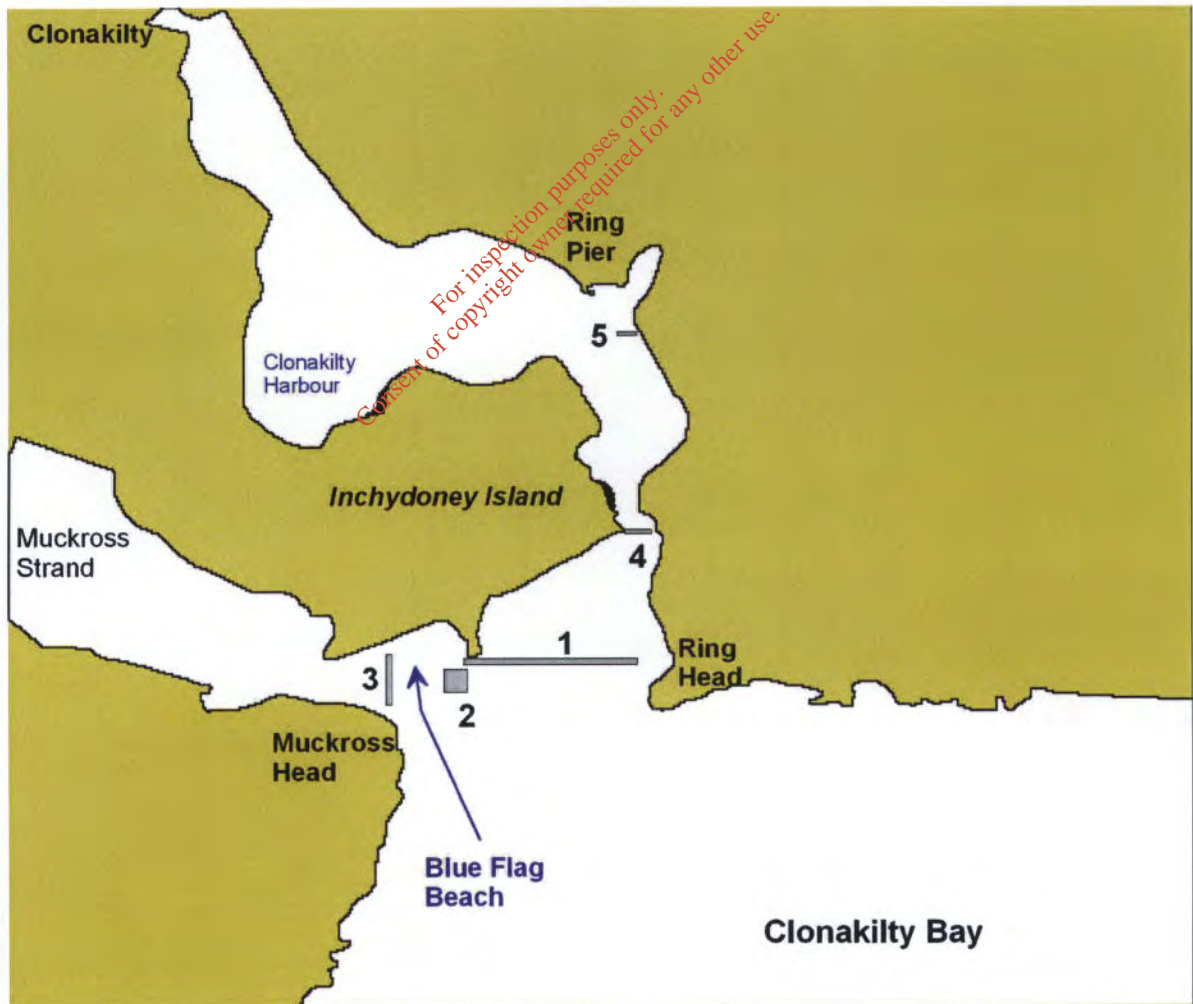 Clonakilty
For inspection purposes only.
Consent of copyright owner required for any other use.
Ring
Pier
5
Clonakilty
Harbour
Inchydoney Island
Muckross
Strand
4
1
Ring
Head
3
2
Muckross
Head
Blue Flag
Beach
Clonakilty Bay